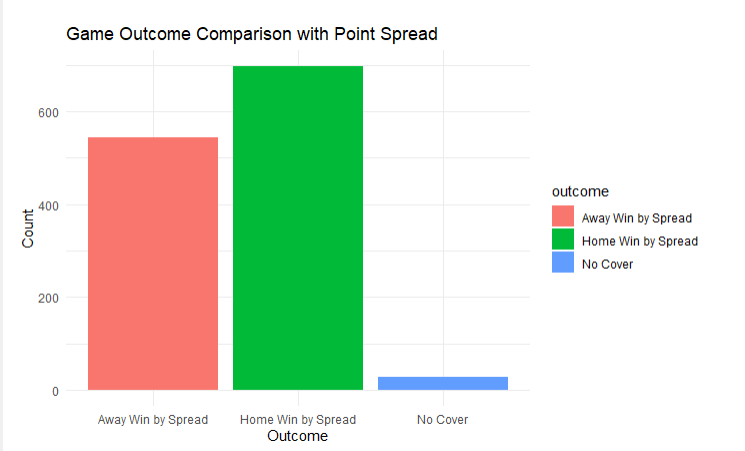 Game Outcome Comparison with Point Spread
Count
600
400
200
0
Away Win by Spread
Home Win by Spread
No Cover
Outcome
outcome
Away Win by Spread
Home Win by Spread
No Cover